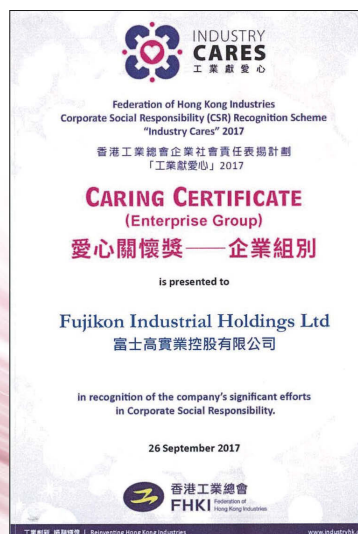 INDUSTRY
CARES
工業獻愛心
Federation of Hong Kong Industries
Corporate Social Responsibility (CSR) Recognition Scheme
"Industry Cares" 2017
香港工業總會企業社會責任表揚計劃
「工業獻愛心」2017
CARING CERTIFICATE
(Enterprise Group)
愛心關懷獎——企業組別
is presented to
Fujikon Industrial Holdings Ltd
富士高實業控股有限公司
in recognition of the company's significant efforts
in Corporate Social Responsibility.
26 September 2017
香港工業總會
FHKI Federation of
Hong Kong Industries
Reinventing Hong Kong Industries
www.industryhk